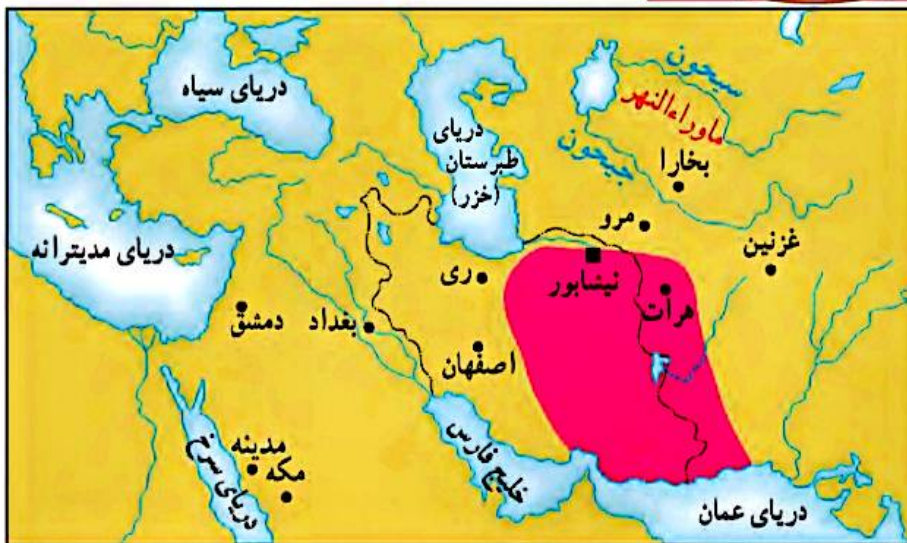 دریای سیاه
دریای
طبرستان
(خزر)
سیحون
ماوراءالنهر
جیحون
بخارا
مرو
غزنین
نیشابور
هرات
ری
دریای مدیترانه
دمشق
بغداد
اصفهان
مدینه
مکه
دریای سرخ
خلیج فارس
دریای عمان